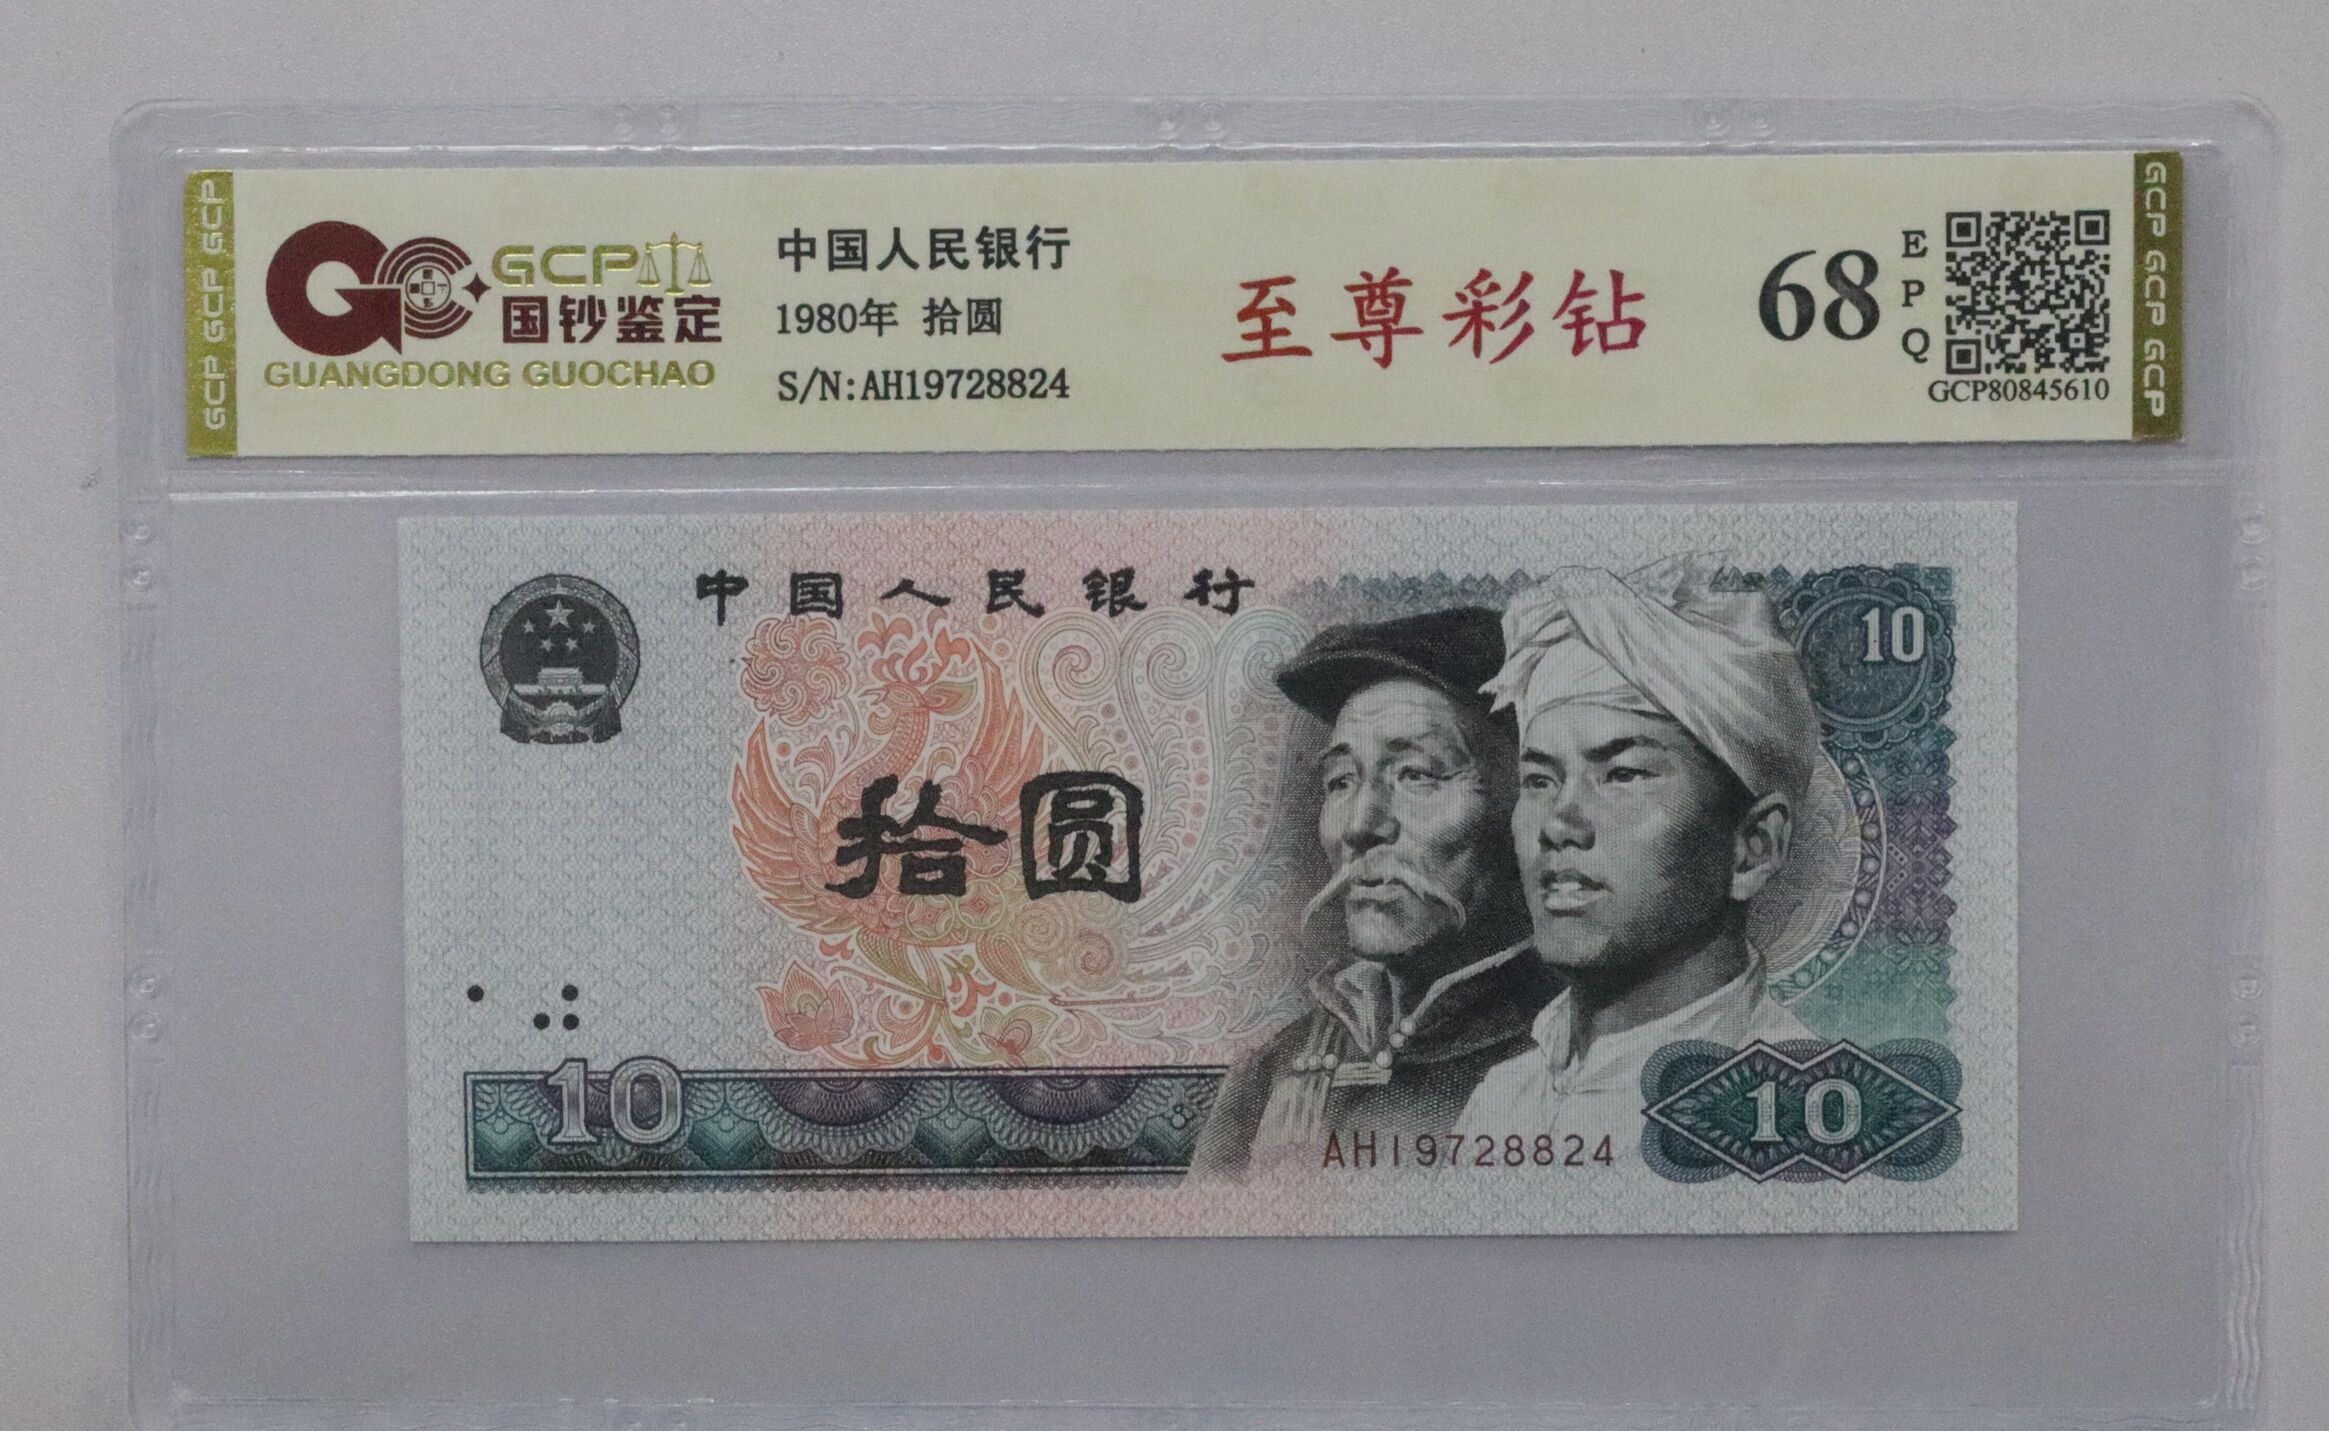 GCP GCP GCP
GCP
国钞鉴定
GUANGDONG GUOCHAO
中国人民银行
1980年 拾圆
S/N:AH19728824
至尊彩钻
68
EPQ
GCP80845610
GCP GCP GCP
中国人民银行
10
拾圆
10
AH19728824
10